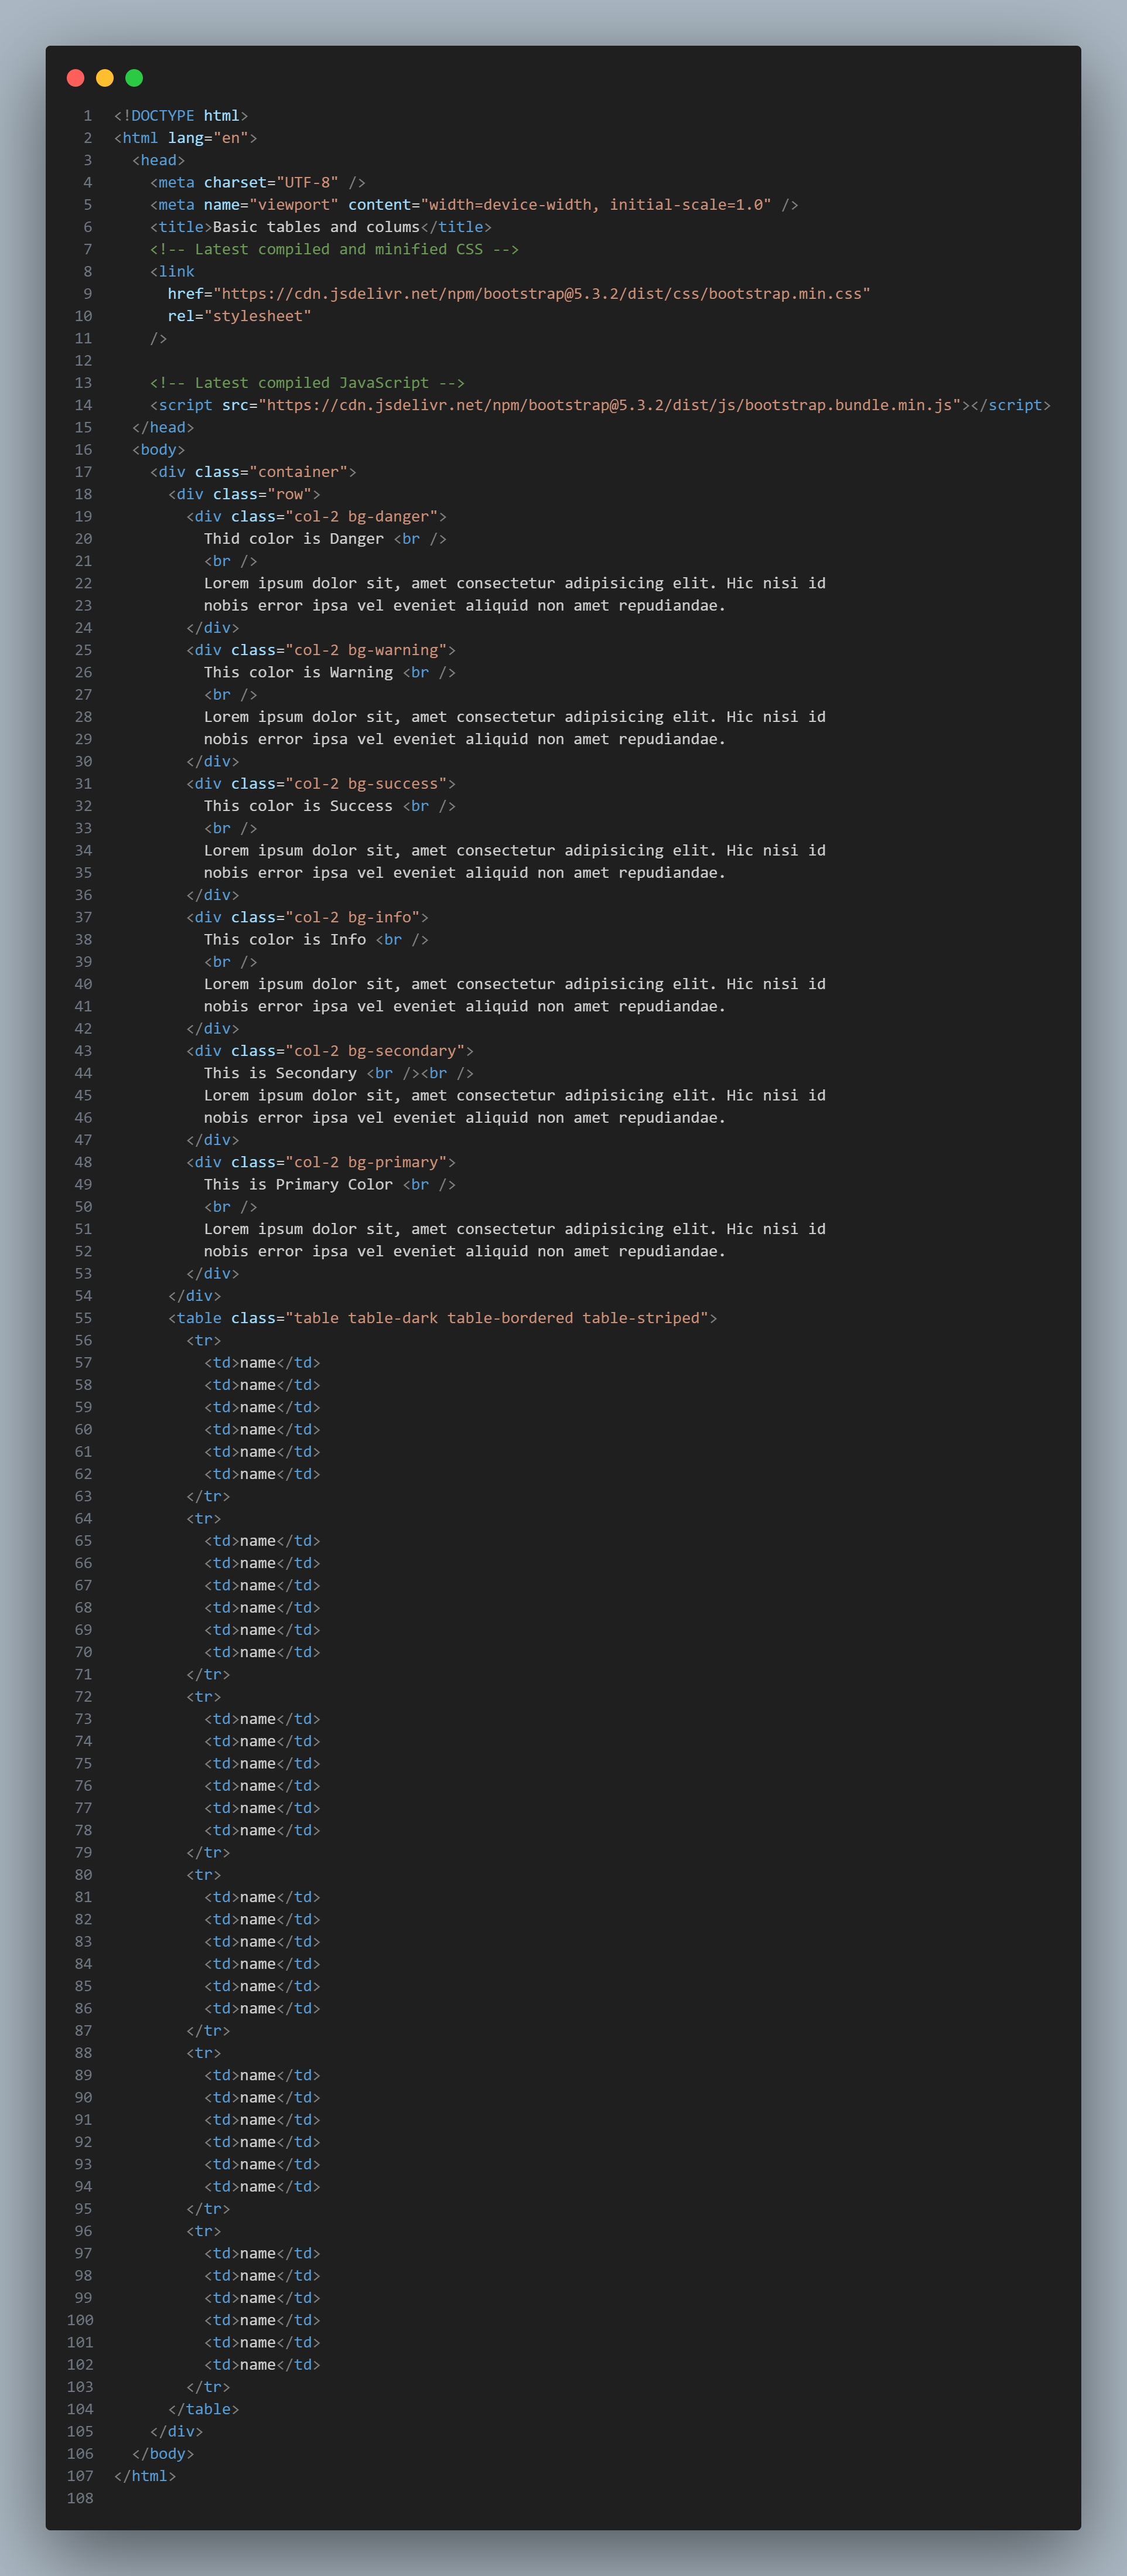 1 <!DOCTYPE html>
2 <html lang="en">
3   <head>
4     <meta charset="UTF-8" />
5     <meta name="viewport" content="width=device-width, initial-scale=1.0" />
6     <title>Basic tables and colums</title>
7     <!-- Latest compiled and minified CSS -->
8     <link
9       href="https://cdn.jsdelivr.net/npm/bootstrap@5.3.2/dist/css/bootstrap.min.css"
10       rel="stylesheet"
11     />
12
13     <!-- Latest compiled JavaScript -->
14     <script src="https://cdn.jsdelivr.net/npm/bootstrap@5.3.2/dist/js/bootstrap.bundle.min.js"></script>
15   </head>
16   <body>
17     <div class="container">
18       <div class="row">
19         <div class="col-2 bg-danger">
20           Thid color is Danger <br />
21           <br />
22           Lorem ipsum dolor sit, amet consectetur adipisicing elit. Hic nisi id
23           nobis error ipsa vel eveniet aliquid non amet repudiandae.
24         </div>
25         <div class="col-2 bg-warning">
26           This color is Warning <br />
27           <br />
28           Lorem ipsum dolor sit, amet consectetur adipisicing elit. Hic nisi id
29           nobis error ipsa vel eveniet aliquid non amet repudiandae.
30         </div>
31         <div class="col-2 bg-success">
32           This color is Success <br />
33           <br />
34           Lorem ipsum dolor sit, amet consectetur adipisicing elit. Hic nisi id
35           nobis error ipsa vel eveniet aliquid non amet repudiandae.
36         </div>
37         <div class="col-2 bg-info">
38           This color is Info <br />
39           <br />
40           Lorem ipsum dolor sit, amet consectetur adipisicing elit. Hic nisi id
41           nobis error ipsa vel eveniet aliquid non amet repudiandae.
42         </div>
43         <div class="col-2 bg-secondary">
44           This is Secondary <br /><br />
45           Lorem ipsum dolor sit, amet consectetur adipisicing elit. Hic nisi id
46           nobis error ipsa vel eveniet aliquid non amet repudiandae.
47         </div>
48         <div class="col-2 bg-primary">
49           This is Primary Color <br />
50           <br />
51           Lorem ipsum dolor sit, amet consectetur adipisicing elit. Hic nisi id
52           nobis error ipsa vel eveniet aliquid non amet repudiandae.
53         </div>
54       </div>
55       <table class="table table-dark table-bordered table-striped">
56         <tr>
57           <td>name</td>
58           <td>name</td>
59           <td>name</td>
60           <td>name</td>
61           <td>name</td>
62           <td>name</td>
63         </tr>
64         <tr>
65           <td>name</td>
66           <td>name</td>
67           <td>name</td>
68           <td>name</td>
69           <td>name</td>
70           <td>name</td>
71         </tr>
72         <tr>
73           <td>name</td>
74           <td>name</td>
75           <td>name</td>
76           <td>name</td>
77           <td>name</td>
78           <td>name</td>
79         </tr>
80         <tr>
81           <td>name</td>
82           <td>name</td>
83           <td>name</td>
84           <td>name</td>
85           <td>name</td>
86           <td>name</td>
87         </tr>
88         <tr>
89           <td>name</td>
90           <td>name</td>
91           <td>name</td>
92           <td>name</td>
93           <td>name</td>
94           <td>name</td>
95         </tr>
96         <tr>
97           <td>name</td>
98           <td>name</td>
99           <td>name</td>
100           <td>name</td>
101           <td>name</td>
102           <td>name</td>
103         </tr>
104       </table>
105     </div>
106   </body>
107 </html>
108